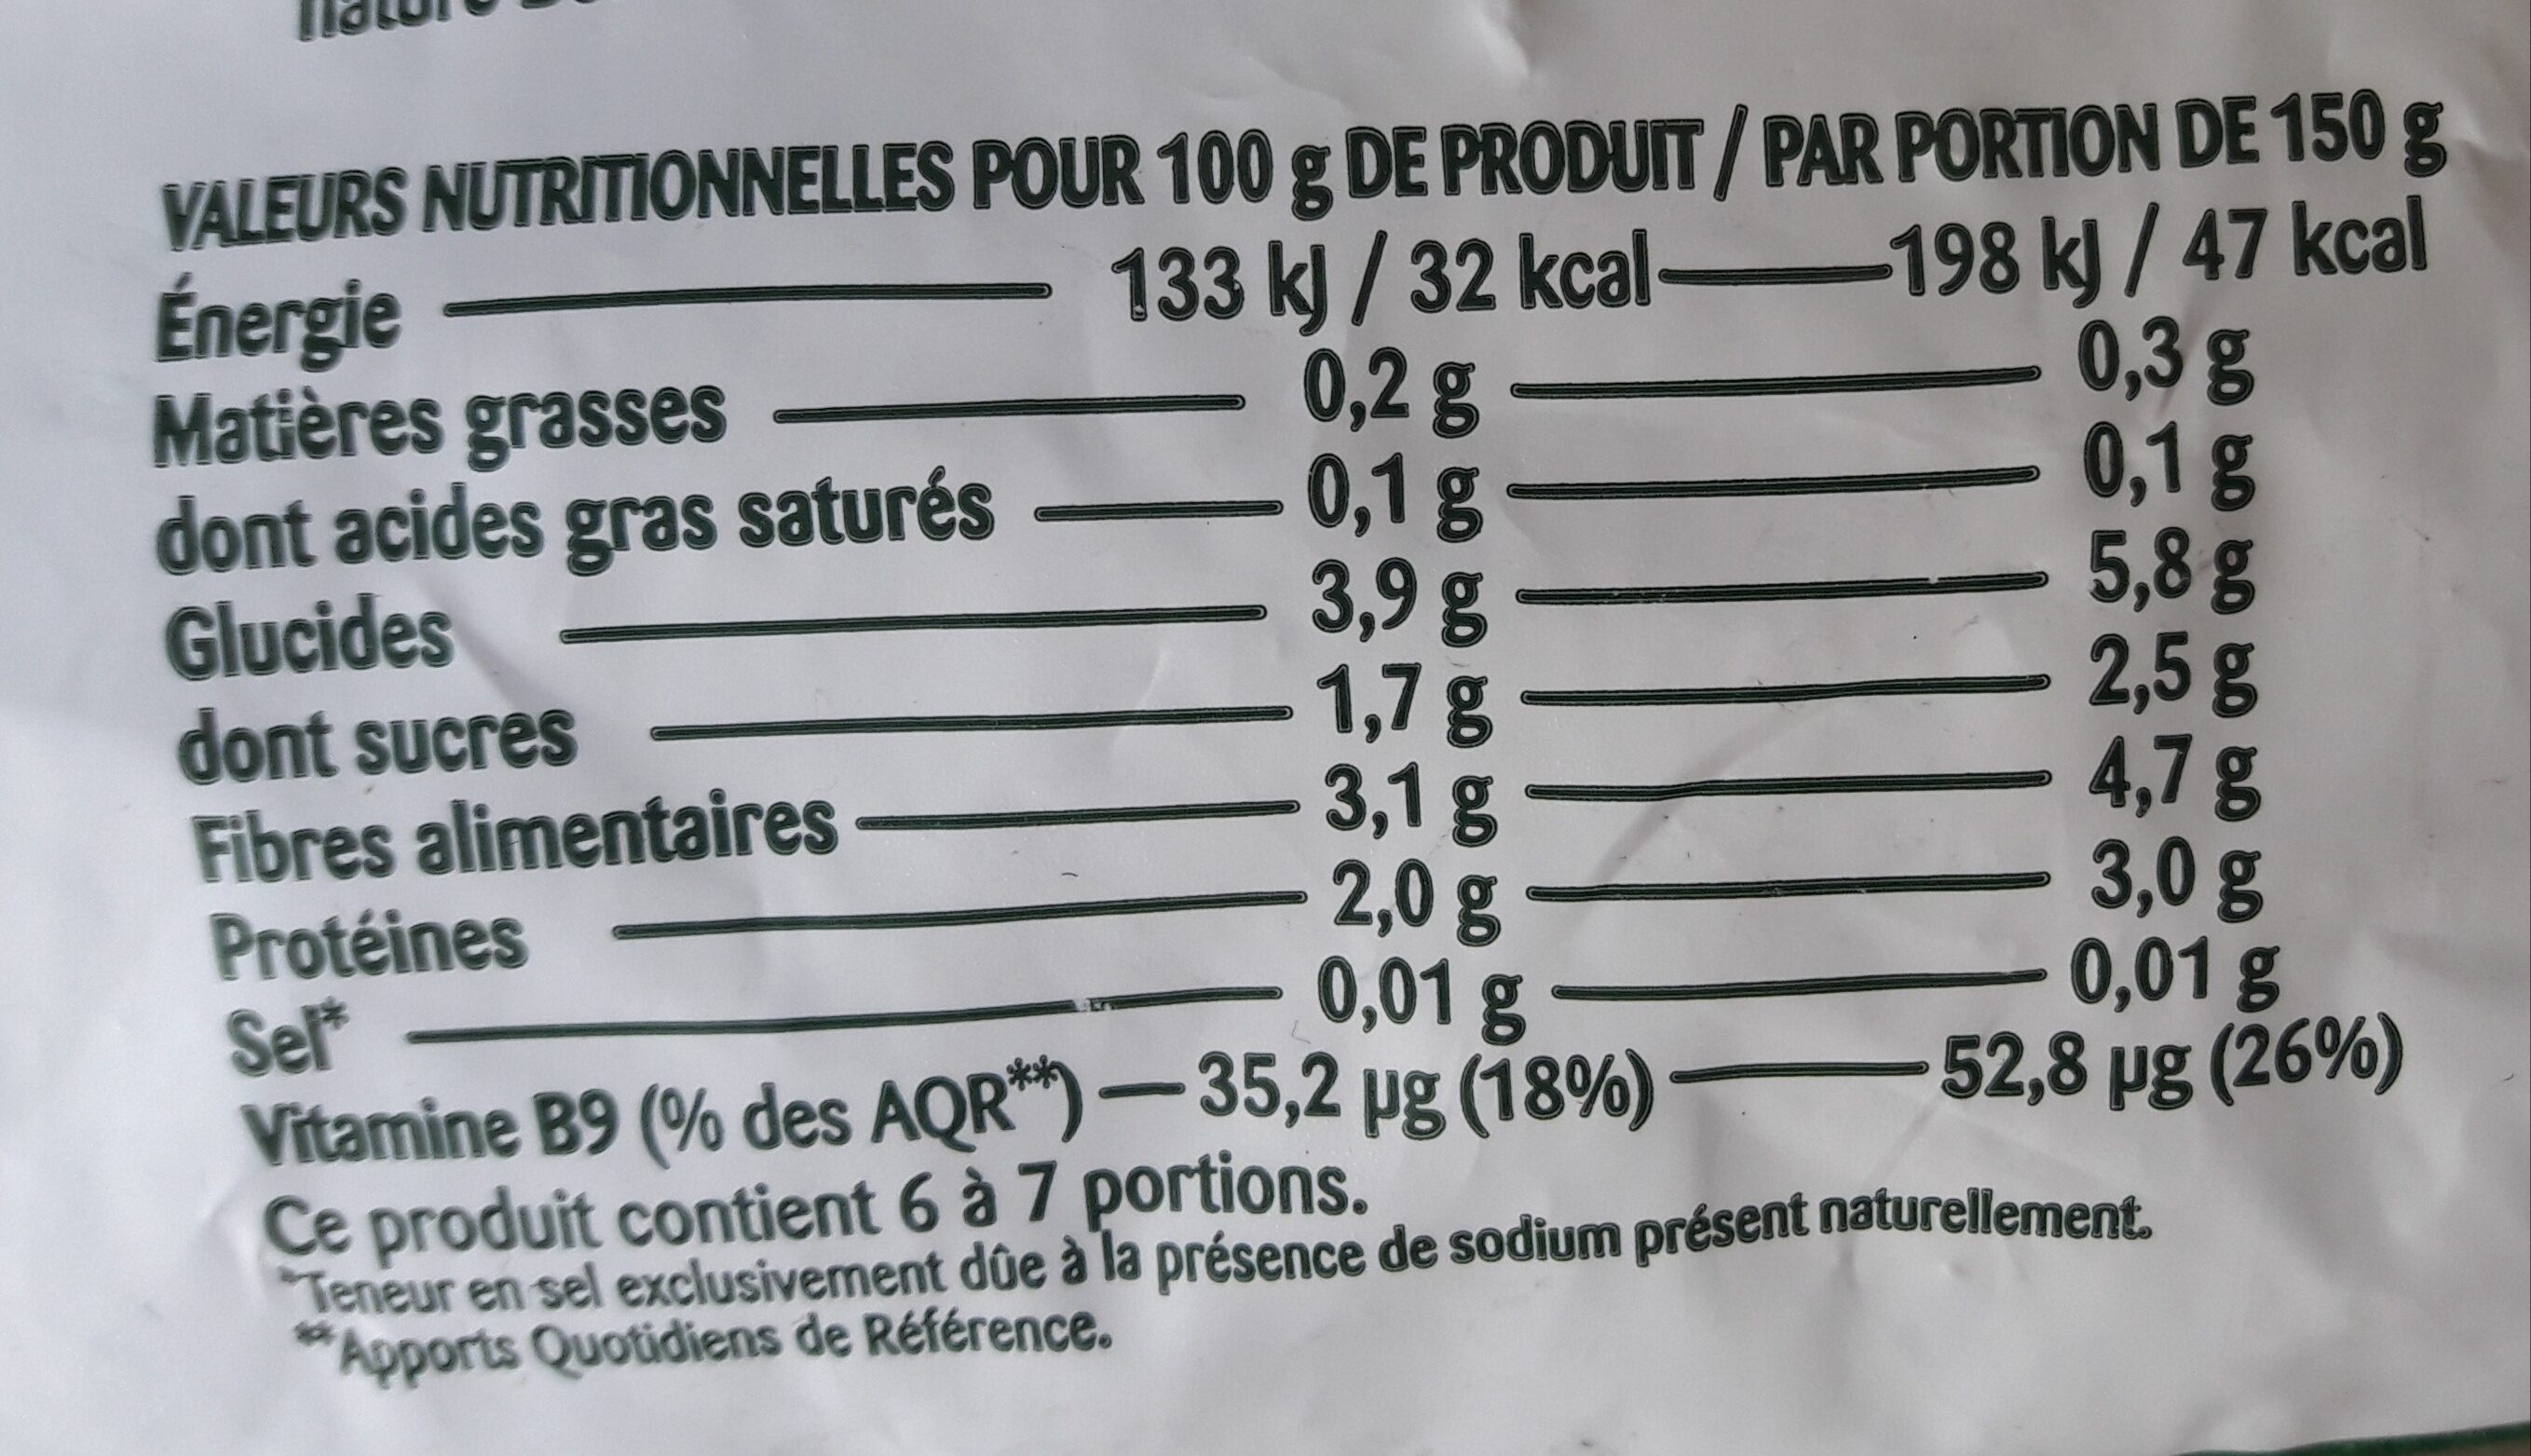 VALEURS NUTRITIONNELLES POUR 100 g DE PRODUIT / PAR PORTION DE 150 g
Énergie 133 kJ / 32 kcal 198 kJ / 47 kcal
Matières grasses 0,2 g 0,3 g
dont acides gras saturés 0,1 g 0,1 g
Glucides 3,9 g 5,8 g
dont sucres 1,7 g 2,5 g
Fibres alimentaires 3,1 g 4,7 g
Protéines 2,0 g 3,0 g
Sel* 0,01 g 0,01 g
Vitamine B9 (% des AQR**) 35,2 µg (18%) 52,8 µg (26%)
Ce produit contient 6 à 7 portions.
*Teneur en sel exclusivement dûe à la présence de sodium présent naturellement.
**Apports Quotidiens de Référence.